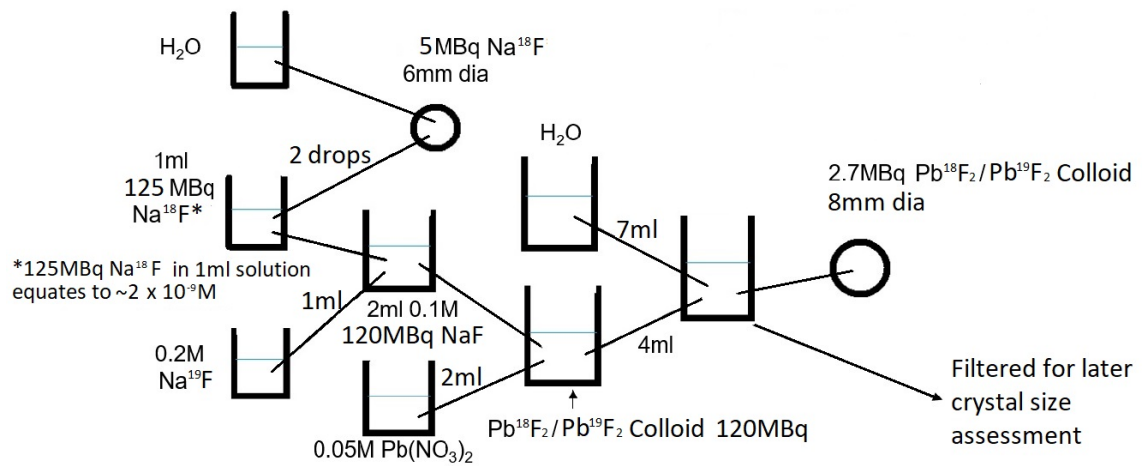 H₂O
5MBq Na¹⁸F
6mm dia
2 drops
1ml
125 MBq
Na¹⁸F*
*125MBq Na¹⁸F in 1ml solution
equates to ~2 x 10⁻⁹M
1ml
0.2M
Na¹⁹F
2ml 0.1M
120MBq NaF
2ml
0.05M Pb(NO₃)₂
H₂O
7ml
4ml
Pb¹⁸F₂/Pb¹⁹F₂ Colloid 120MBq
2.7MBq Pb¹⁸F₂/Pb¹⁹F₂ Colloid
8mm dia
Filtered for later
crystal size
assessment